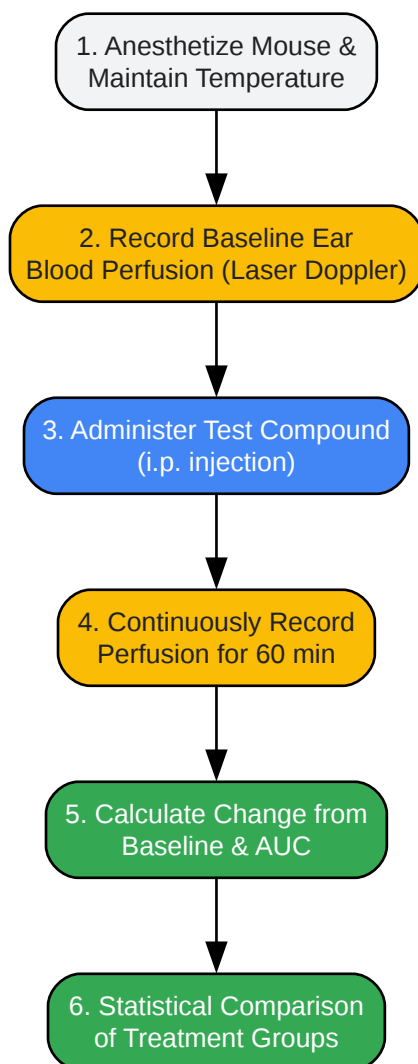 1. Anesthetize Mouse &
Maintain Temperature
2. Record Baseline Ear
Blood Perfusion (Laser Doppler)
3. Administer Test Compound
(i.p. injection)
4. Continuously Record
Perfusion for 60 min
5. Calculate Change from
Baseline & AUC
6. Statistical Comparison
of Treatment Groups